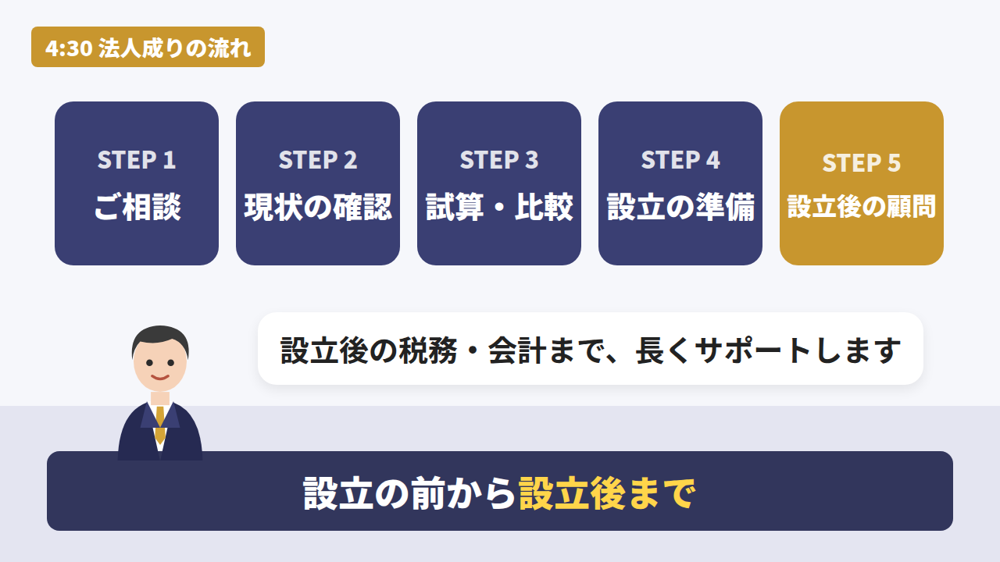 4:30 法人成りの流れ
STEP 1
ご相談
STEP 2
現状の確認
STEP 3
試算・比較
STEP 4
設立の準備
STEP 5
設立後の顧問
設立後の税務・会計まで、長くサポートします
設立の前から設立後まで